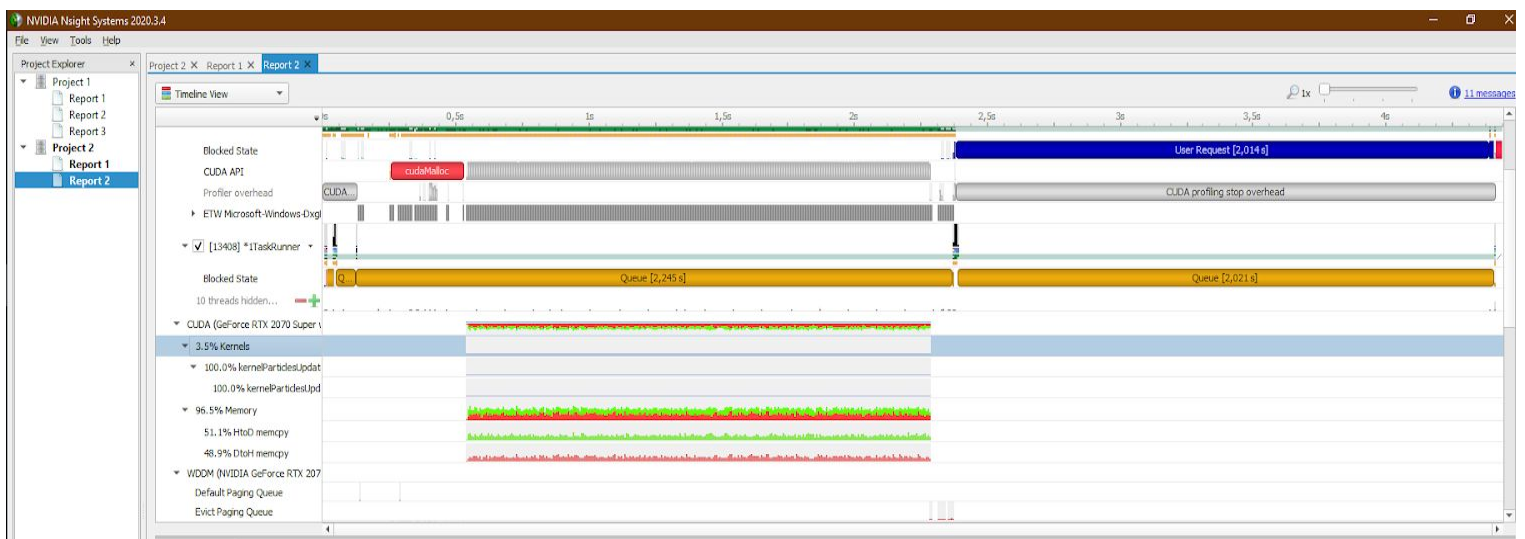 NVIDIA Nsight Systems 2020.3.4
File View Tools Help
Project Explorer ×
Project 1
Report 1
Report 2
Report 3
Project 2
Report 1
Report 2
Project 2 × Report 1 × Report 2 ×
Timeline View
1x
11 messages
0,5s 1s 1,5s 2s 2,5s 3s 3,5s 4s
Blocked State
User Request [2,014 s]
CUDA API
cudaMalloc
Profiler overhead
CUDA...
CUDA profiling stop overhead
ETW Microsoft-Windows-Dxgl
[13408] *1TaskRunner
Blocked State
Q...
Queue [2,245 s]
Queue [2,021 s]
10 threads hidden...
CUDA (GeForce RTX 2070 Super
3.5% Kernels
100.0% kernelParticlesUpdat
100.0% kernelParticlesUpd
96.5% Memory
51.1% HtoD memcpy
48.9% DtoH memcpy
WDDM (NVIDIA GeForce RTX 207
Default Paging Queue
Evict Paging Queue